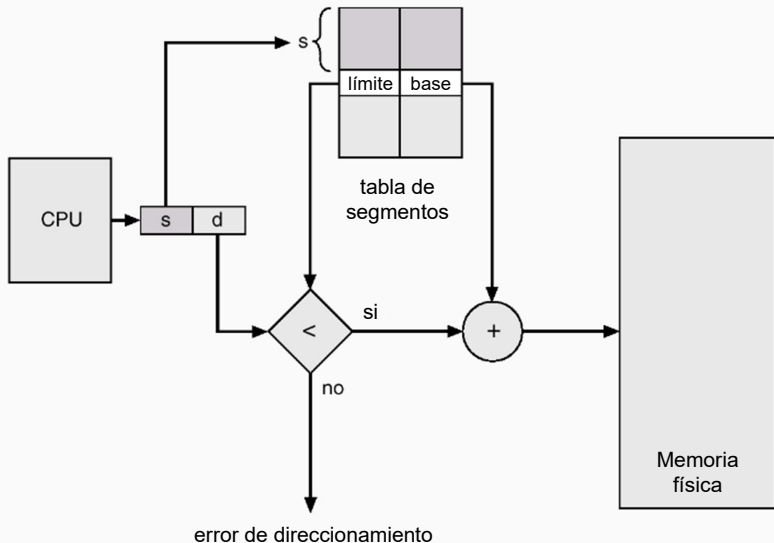 s
límite base
tabla de
segmentos
CPU
s d
<
si
+
no
Memoria
física
error de direccionamiento